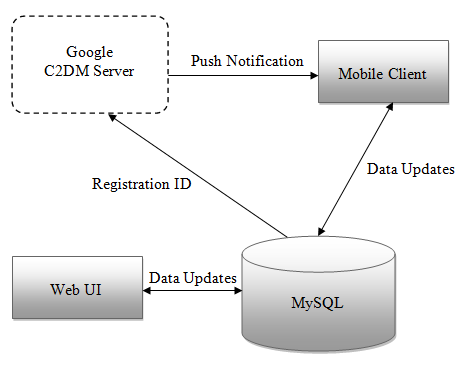 Google
C2DM Server
Push Notification
Mobile Client
Data Updates
Registration ID
Web UI
Data Updates
MySQL